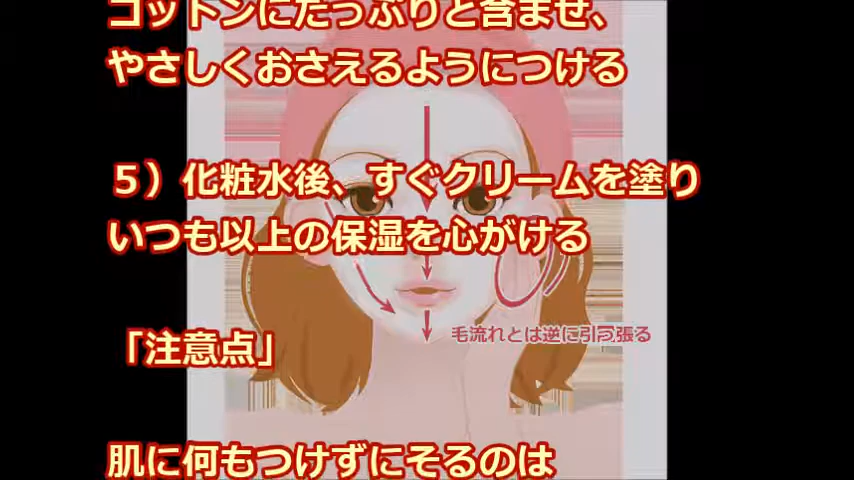 コットンにたっぷりと含ませ、
やさしくおさえるようにつける
５）化粧水後、すぐクリームを塗り
いつも以上の保湿を心がける
毛流れとは逆に引っ張る
「注意点」
肌に何もつけずにそるのは